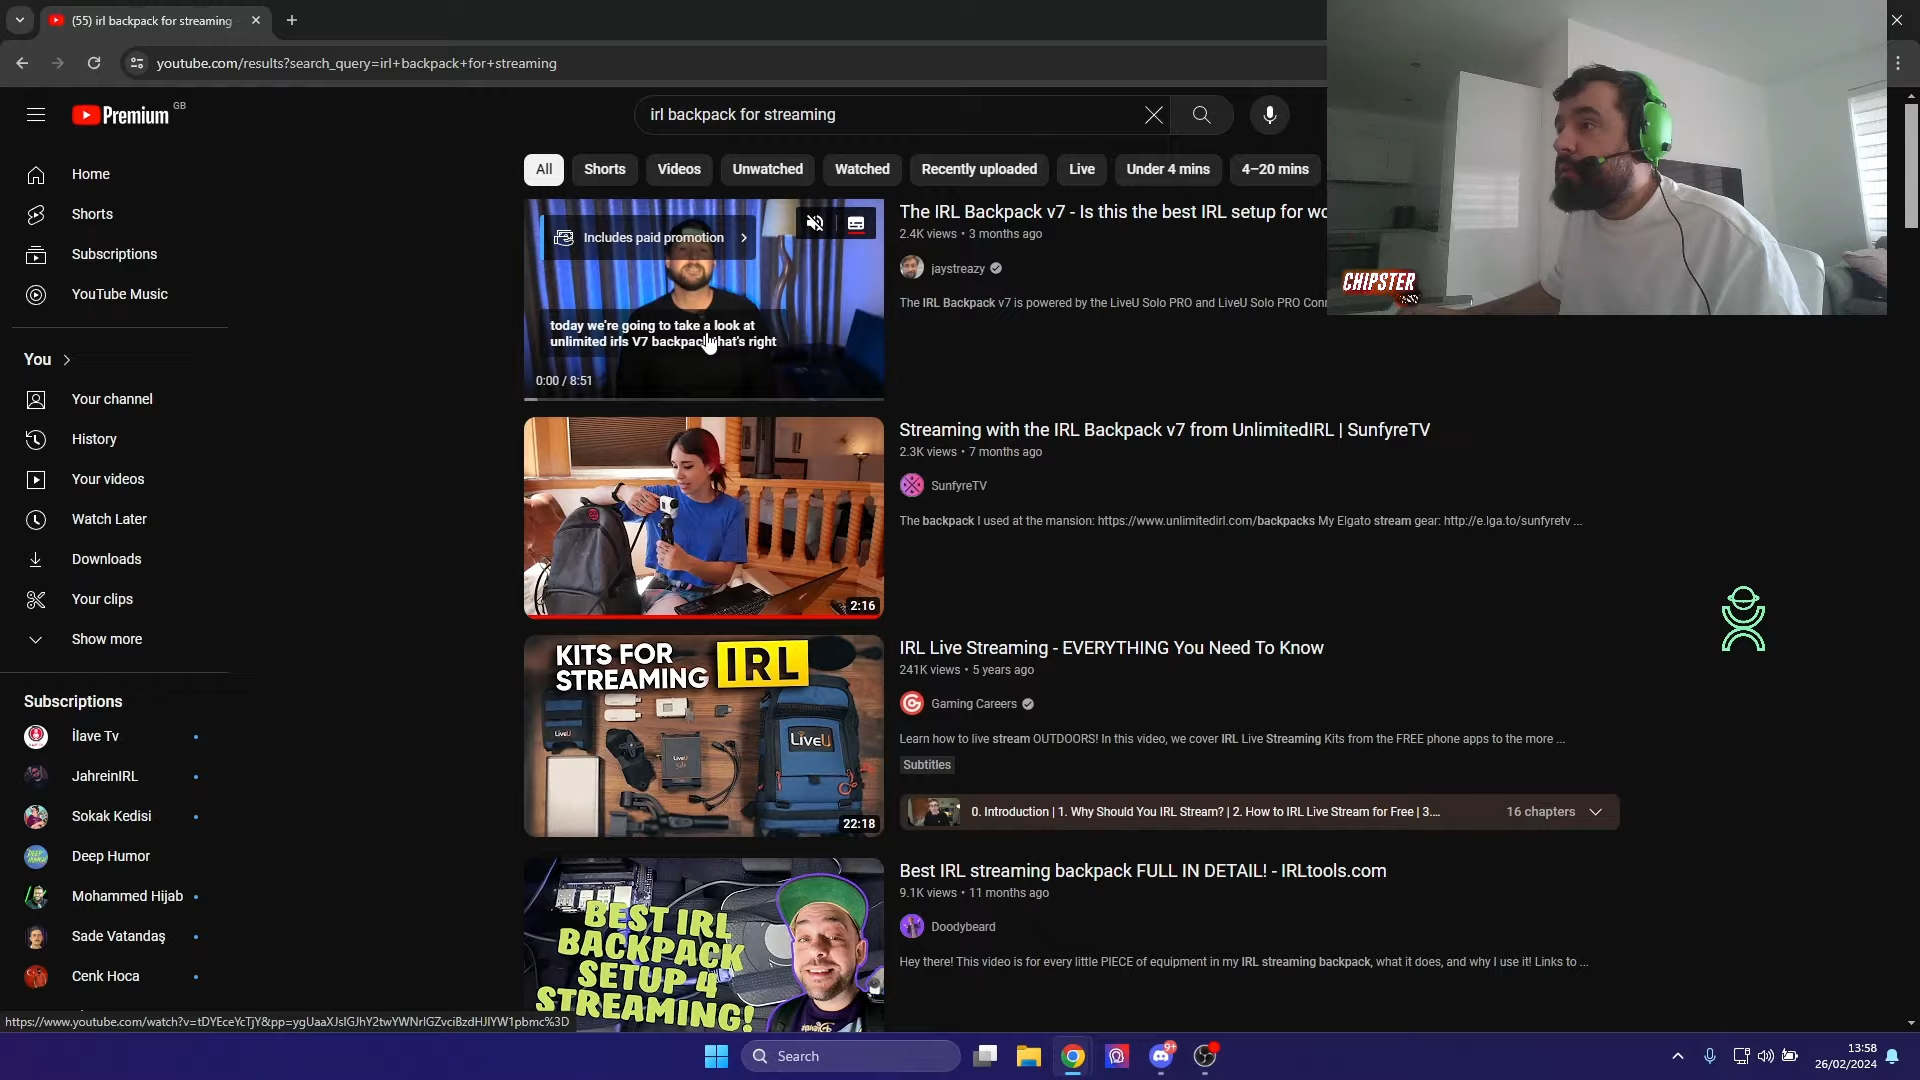 (55) irl backpack for streaming
youtube.com/results?search_query=irl+backpack+for+streaming
Premium GB
irl backpack for streaming
All
Shorts
Videos
Unwatched
Watched
Recently uploaded
Live
Under 4 mins
4–20 mins
Home
Shorts
Subscriptions
YouTube Music
You
Your channel
History
Your videos
Watch Later
Downloads
Your clips
Show more
Subscriptions
İlave Tv
JahreinIRL
Sokak Kedisi
Deep Humor
Mohammed Hijab
Sade Vatandaş
Cenk Hoca
Includes paid promotion
today we're going to take a look at
unlimited irls V7 backpack that's right
0:00 / 8:51
The IRL Backpack v7 - Is this the best IRL setup for wo
2.4K views • 3 months ago
jaystreazy
The IRL Backpack v7 is powered by the LiveU Solo PRO and LiveU Solo PRO Conn
CHIPSTER
2:16
Streaming with the IRL Backpack v7 from UnlimitedIRL | SunfyreTV
2.3K views • 7 months ago
SunfyreTV
The backpack I used at the mansion: https://www.unlimitedirl.com/backpacks My Elgato stream gear: http://e.lga.to/sunfyretv ...
KITS FOR
STREAMING IRL
LiveU
LiveU
22:18
IRL Live Streaming - EVERYTHING You Need To Know
241K views • 5 years ago
Gaming Careers
Learn how to live stream OUTDOORS! In this video, we cover IRL Live Streaming Kits from the FREE phone apps to the more ...
Subtitles
0. Introduction | 1. Why Should You IRL Stream? | 2. How to IRL Live Stream for Free | 3....
16 chapters
BEST IRL
BACKPACK
SETUP 4
STREAMING!
Best IRL streaming backpack FULL IN DETAIL! - IRLtools.com
9.1K views • 11 months ago
Doodybeard
Hey there! This video is for every little PIECE of equipment in my IRL streaming backpack, what it does, and why I use it! Links to ...
Search
9+
13:58
26/02/2024